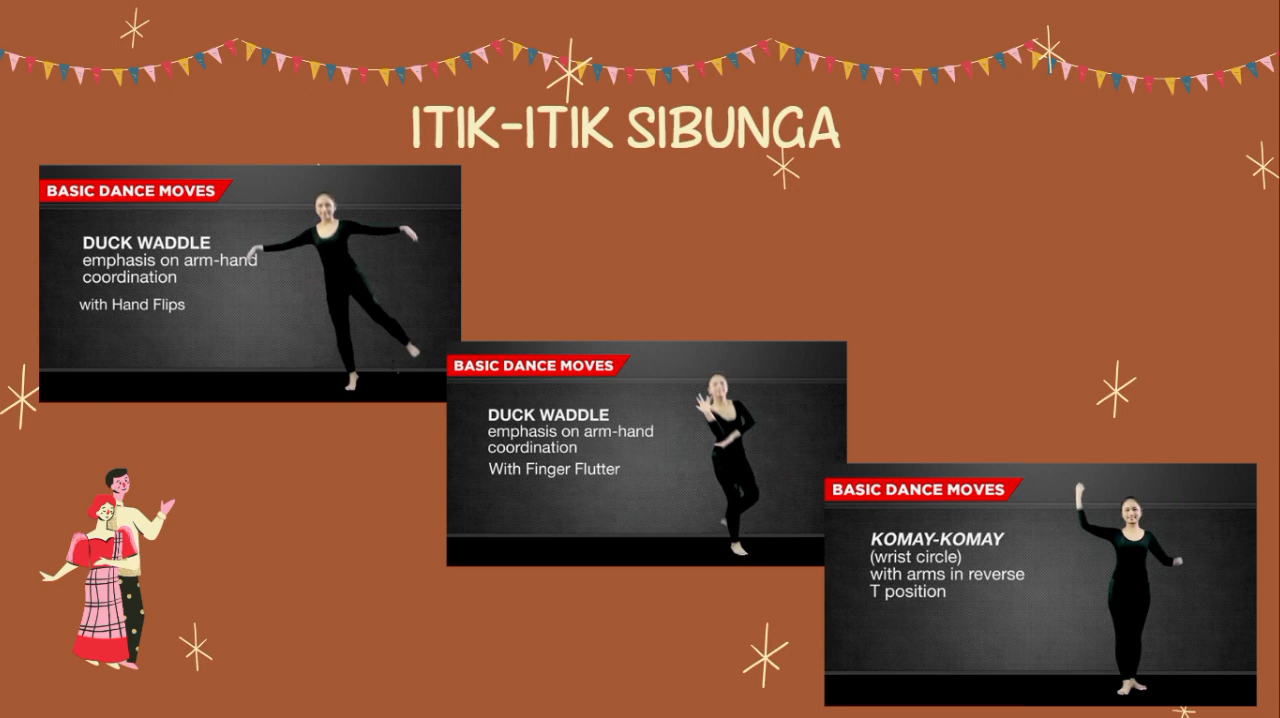 ITIK-ITIK SIBUNGA
BASIC DANCE MOVES
DUCK WADDLE
emphasis on arm-hand
coordination
with Hand Flips
BASIC DANCE MOVES
DUCK WADDLE
emphasis on arm-hand
coordination
With Finger Flutter
BASIC DANCE MOVES
KOMAY-KOMAY
(wrist circle)
with arms in reverse
T position